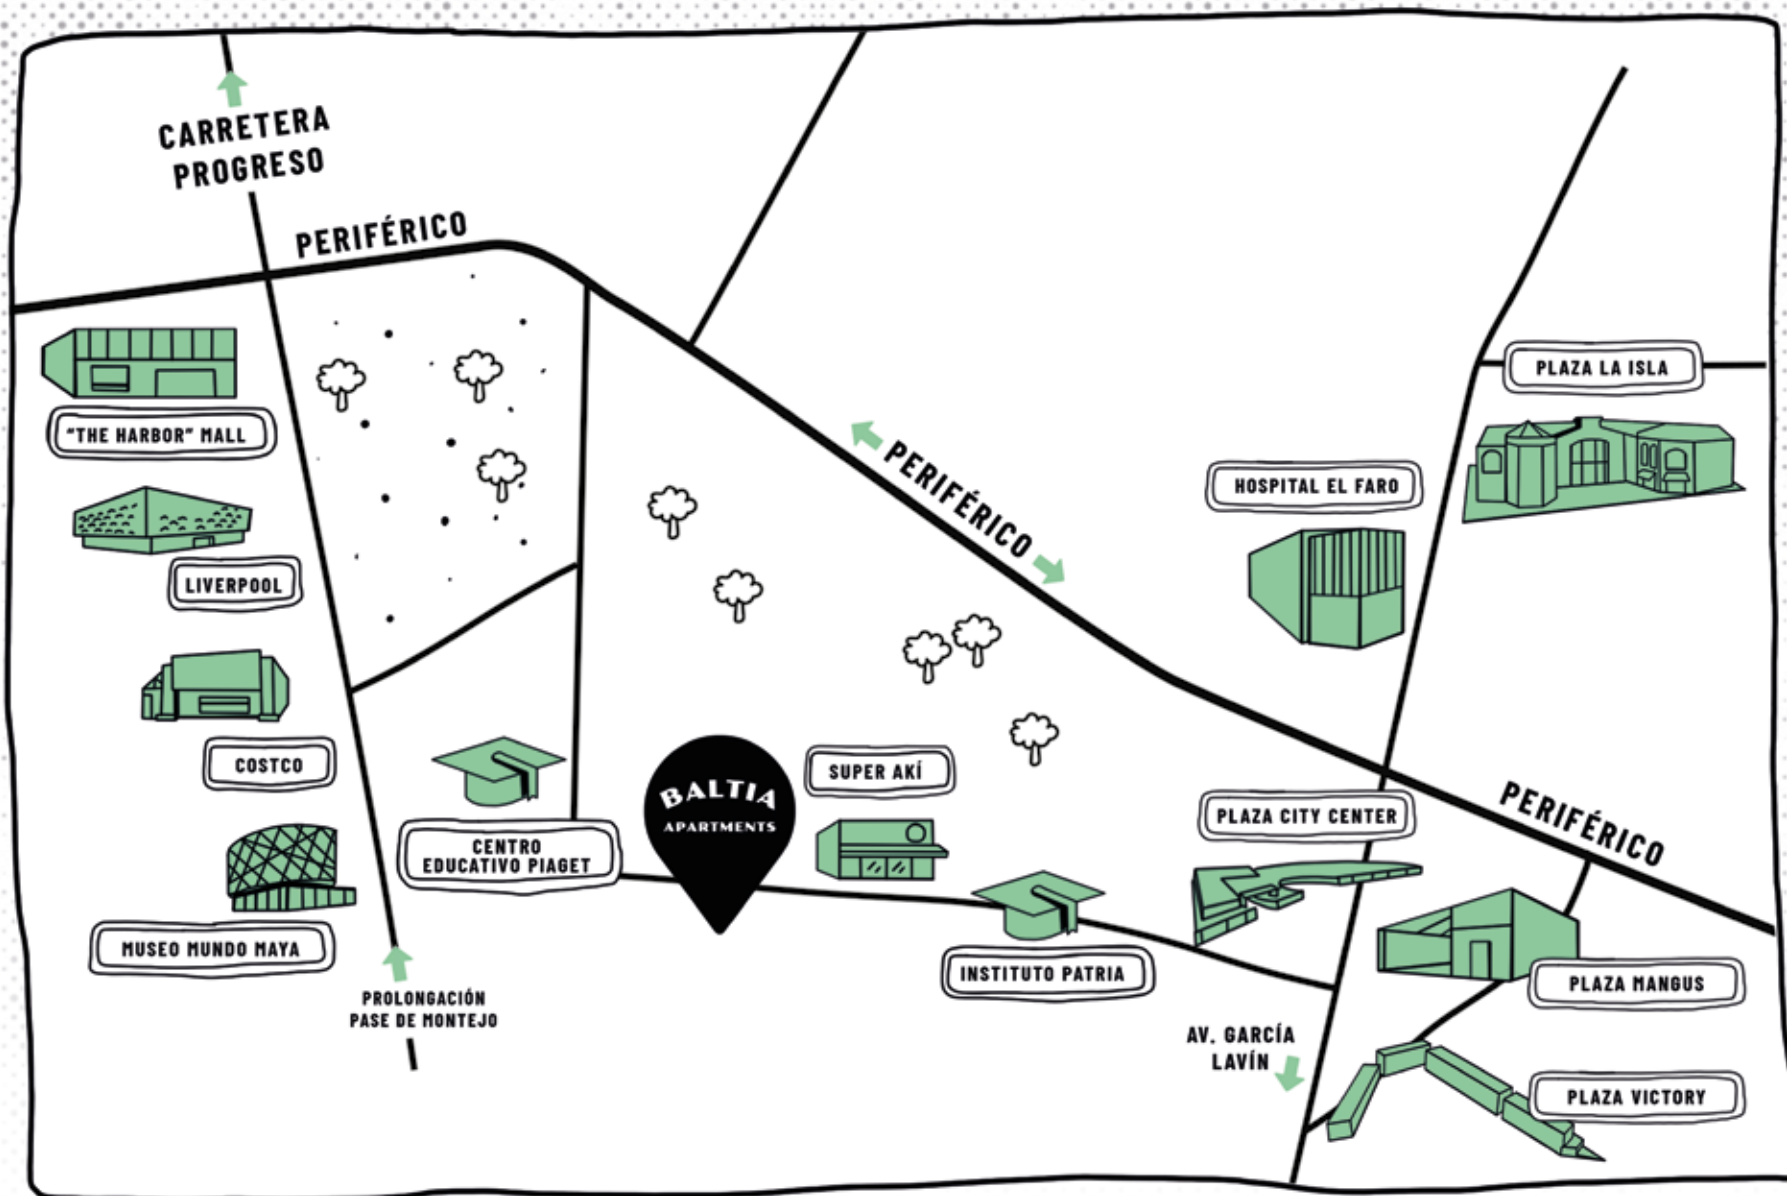 CARRETERA
PROGRESO
PERIFÉRICO
"THE HARBOR" MALL
LIVERPOOL
COSTCO
MUSEO MUNDO MAYA
PROLONGACIÓN
PASE DE MONTEJO
CENTRO
EDUCATIVO PIAGET
BALTIA
APARTMENTS
SUPER AKÍ
INSTITUTO PATRIA
PERIFÉRICO
HOSPITAL EL FARO
PLAZA LA ISLA
PLAZA CITY CENTER
PERIFÉRICO
PLAZA MANGUS
AV. GARCÍA
LAVÍN
PLAZA VICTORY